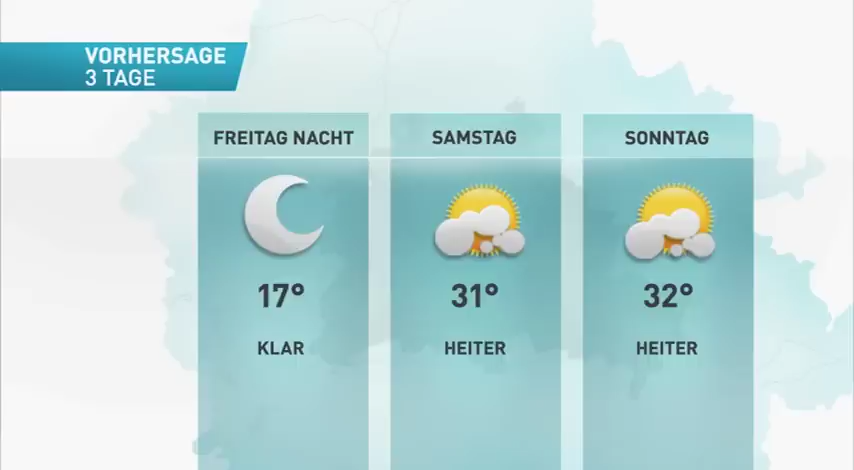 VORHERSAGE
3 TAGE
FREITAG NACHT
17°
KLAR
SAMSTAG
31°
HEITER
SONNTAG
32°
HEITER